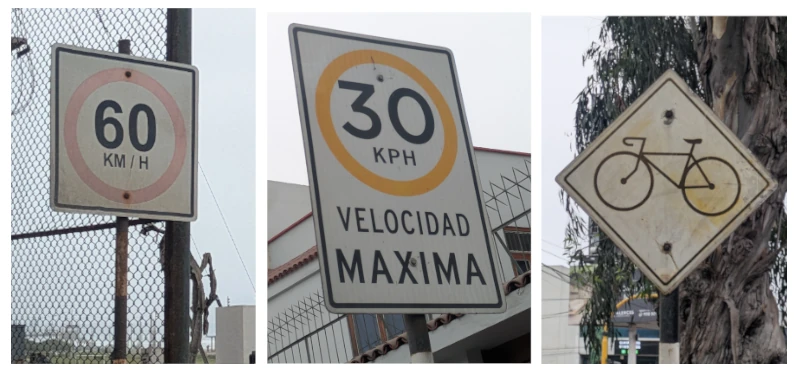 60
KM / H
30
KPH
VELOCIDAD
MAXIMA